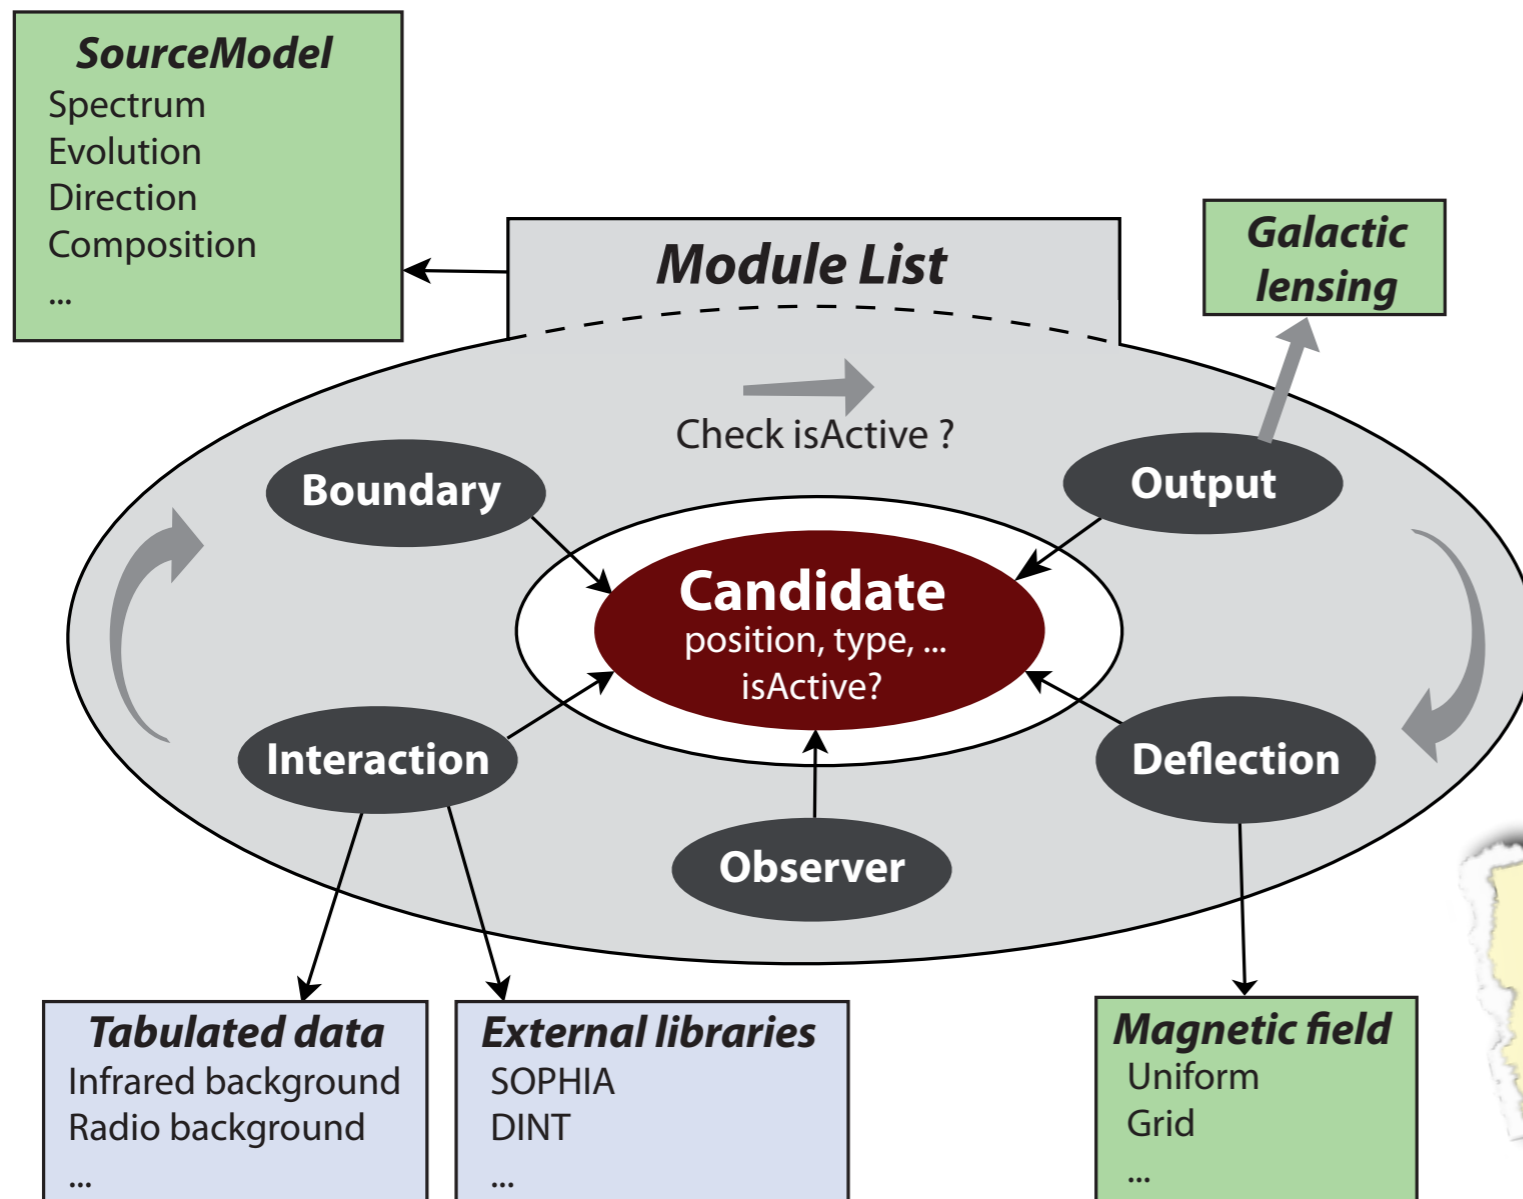 SourceModel
Spectrum
Evolution
Direction
Composition
...
Module List
Galactic
lensing
Check isActive ?
Boundary
Output
Candidate
position, type, ...
isActive?
Interaction
Deflection
Observer
Tabulated data
Infrared background
Radio background
...
External libraries
SOPHIA
DINT
...
Magnetic field
Uniform
Grid
...